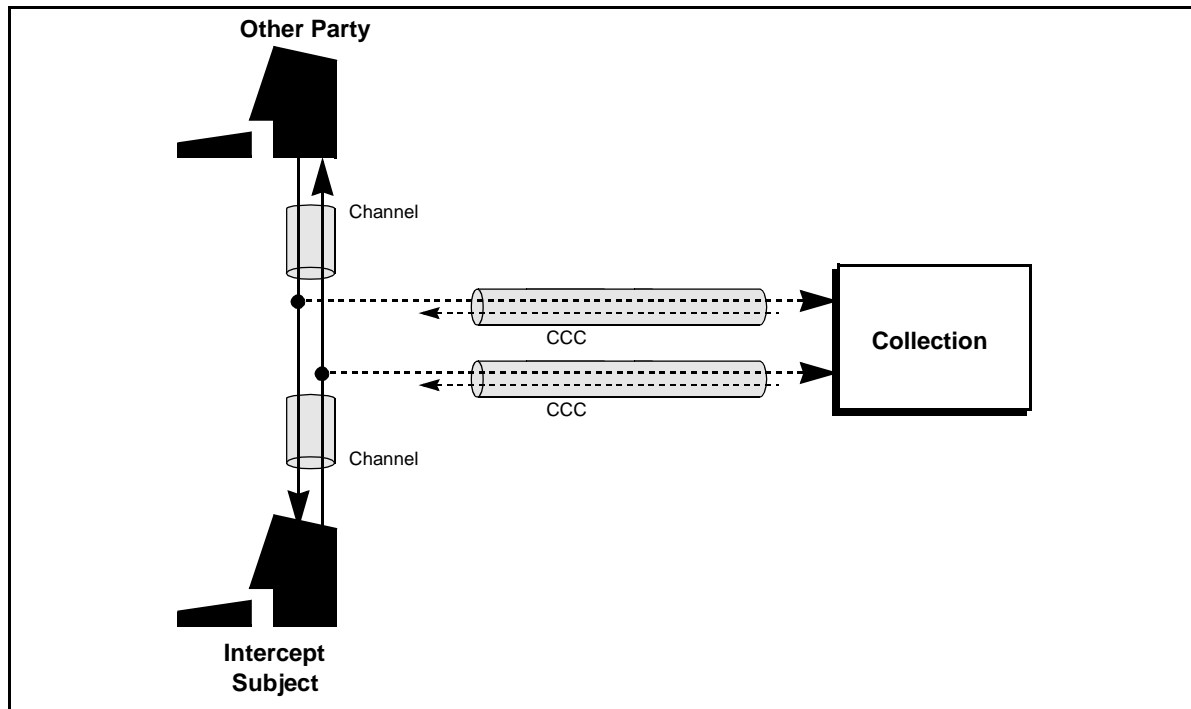 Other Party
Channel
CCC
Collection
CCC
Channel
Intercept
Subject